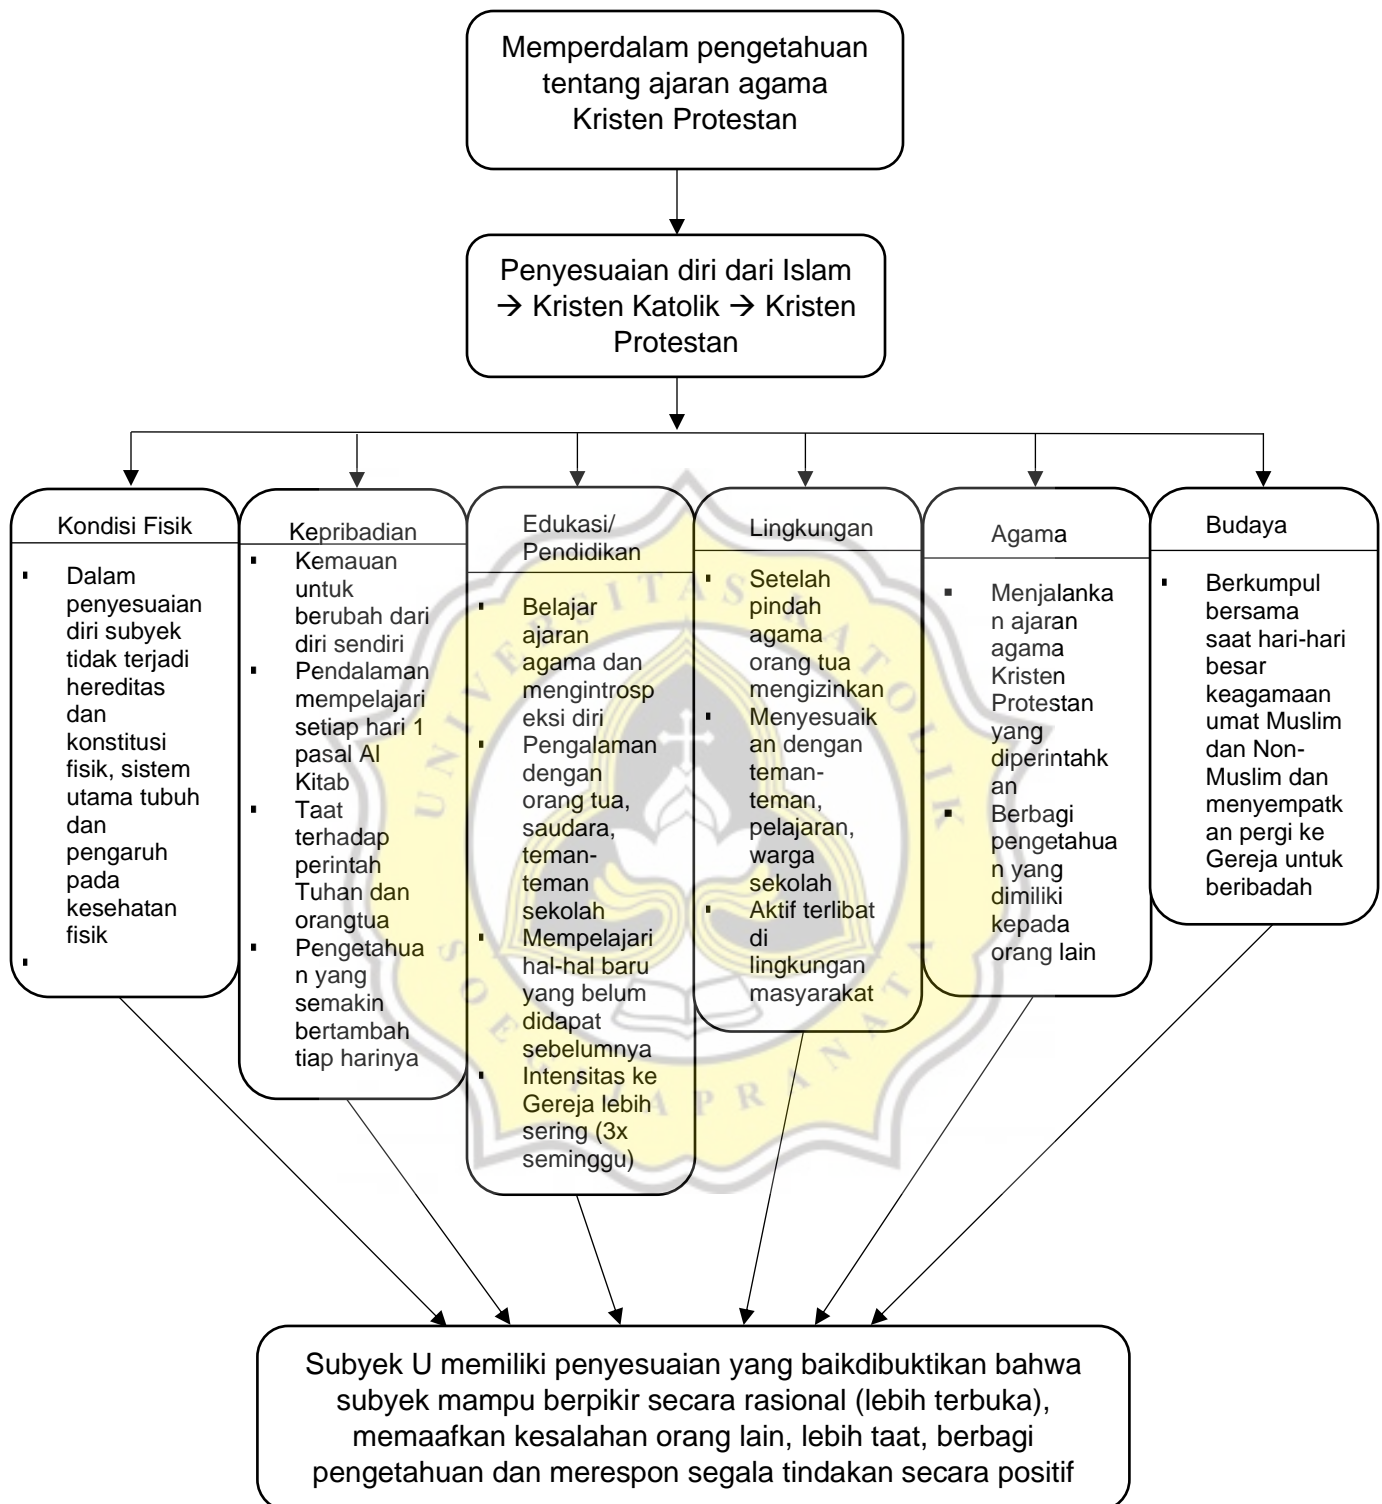 Memperdalam pengetahuan
tentang ajaran agama
Kristen Protestan
Penyesuaian diri dari Islam
→ Kristen Katolik → Kristen
Protestan
Kondisi Fisik
▪ Dalam
penyesuaian
diri subyek
tidak terjadi
hereditas
dan
konstitusi
fisik, sistem
utama tubuh
dan
pengaruh
pada
kesehatan
fisik
▪
Kepribadian
▪ Kemauan
untuk
berubah dari
diri sendiri
▪ Pendalaman
mempelajari
setiap hari 1
pasal Al
Kitab
▪ Taat
terhadap
perintah
Tuhan dan
orangtua
▪ Pengetahua
n yang
semakin
bertambah
tiap harinya
Edukasi/
Pendidikan
▪ Belajar
ajaran
agama dan
mengintrosp
eksi diri
▪ Pengalaman
dengan
orang tua,
saudara,
teman-
teman
sekolah
▪ Mempelajari
hal-hal baru
yang belum
didapat
sebelumnya
▪ Intensitas ke
Gereja lebih
sering (3x
seminggu)
Lingkungan
▪ Setelah
pindah
agama
orang tua
mengizinkan
▪ Menyesuaik
an dengan
teman-
teman,
pelajaran,
warga
sekolah
▪ Aktif terlibat
di
lingkungan
masyarakat
Agama
▪ Menjalanka
n ajaran
agama
Kristen
Protestan
yang
diperintahk
an
▪ Berbagi
pengetahua
n yang
dimiliki
kepada
orang lain
Budaya
▪ Berkumpul
bersama
saat hari-hari
besar
keagamaan
umat Muslim
dan Non-
Muslim dan
menyempatk
an pergi ke
Gereja untuk
beribadah
Subyek U memiliki penyesuaian yang baikdibuktikan bahwa
subyek mampu berpikir secara rasional (lebih terbuka),
memaafkan kesalahan orang lain, lebih taat, berbagi
pengetahuan dan merespon segala tindakan secara positif
UNIVERSITAS KATOLIK
SOEGIJAPRANATA